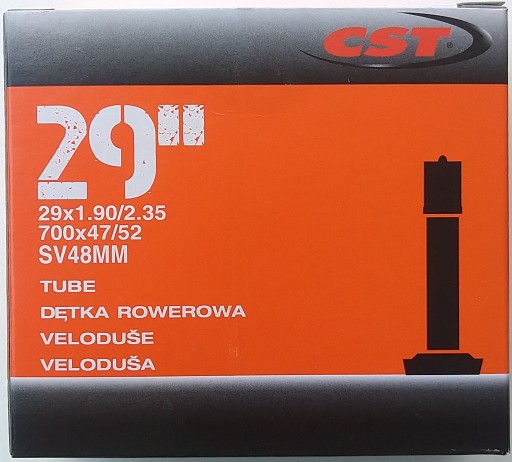 CST®
29"
29x1.90/2.35
700x47/52
SV48MM
TUBE
DĘTKA ROWEROWA
VELODUŠE
VELODUŠA